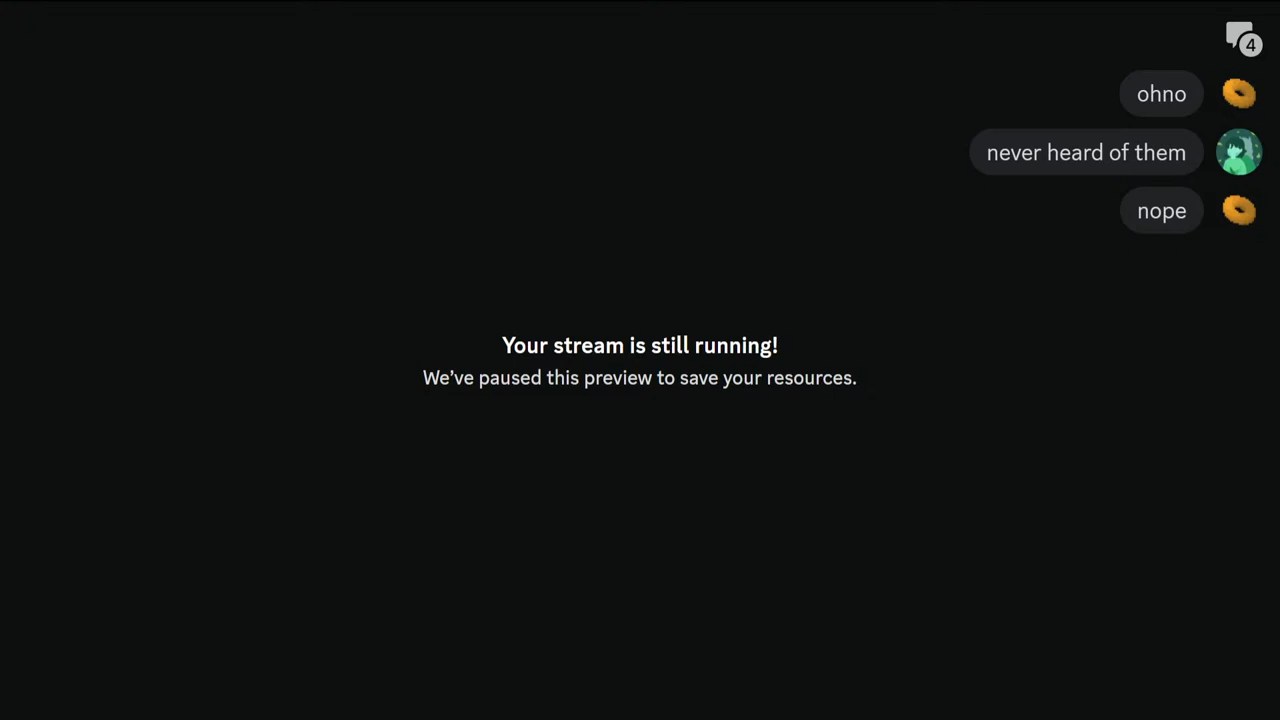 4
ohno
never heard of them
nope
Your stream is still running!
We’ve paused this preview to save your resources.